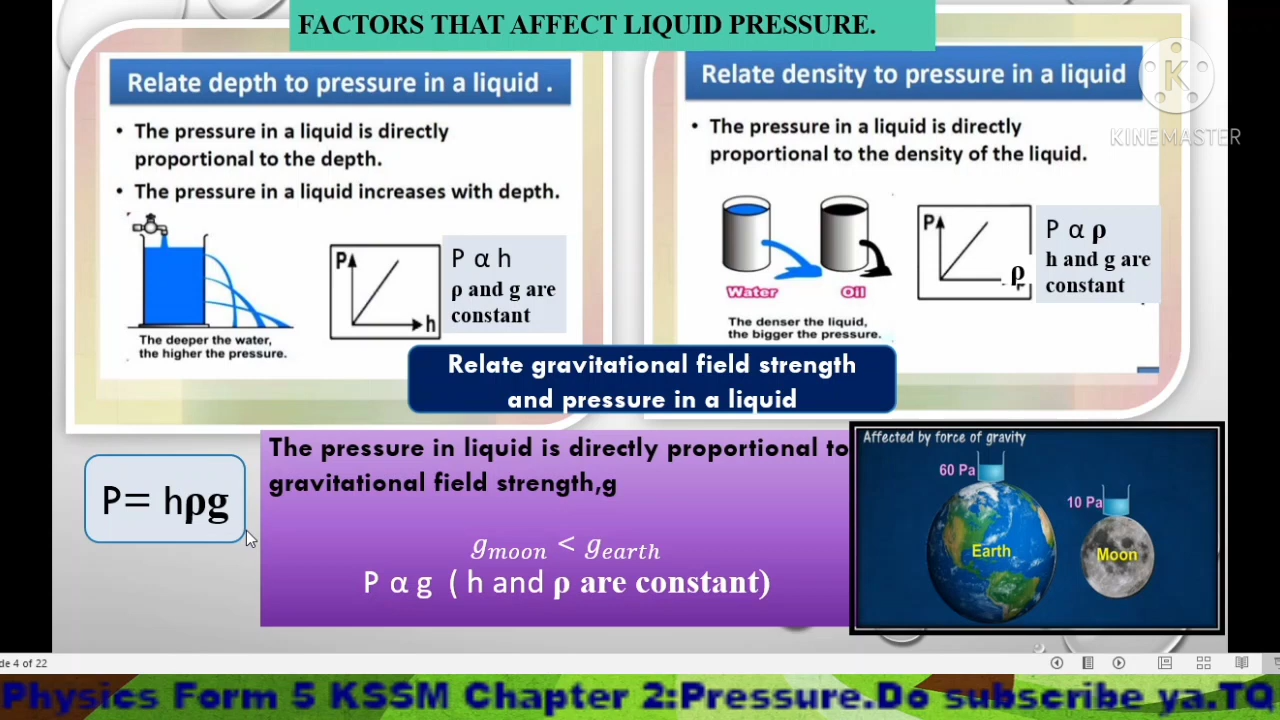 FACTORS THAT AFFECT LIQUID PRESSURE.
Relate depth to pressure in a liquid .
• The pressure in a liquid is directly
proportional to the depth.
• The pressure in a liquid increases with depth.
The deeper the water,
the higher the pressure.
P
h
P α h
ρ and g are
constant
Relate density to pressure in a liquid
K
KINEMASTER
• The pressure in a liquid is directly
proportional to the density of the liquid.
Water
Oil
The denser the liquid,
the bigger the pressure.
P
ρ
P α ρ
h and g are
constant
Relate gravitational field strength
and pressure in a liquid
P= hρg
The pressure in liquid is directly proportional to
gravitational field strength,g
g_moon < g_earth
P α g ( h and ρ are constant)
Affected by force of gravity
60 Pa
10 Pa
Earth
Moon
de 4 of 22
Physics Form 5 KSSM Chapter 2:Pressure.Do subscribe ya.TQ